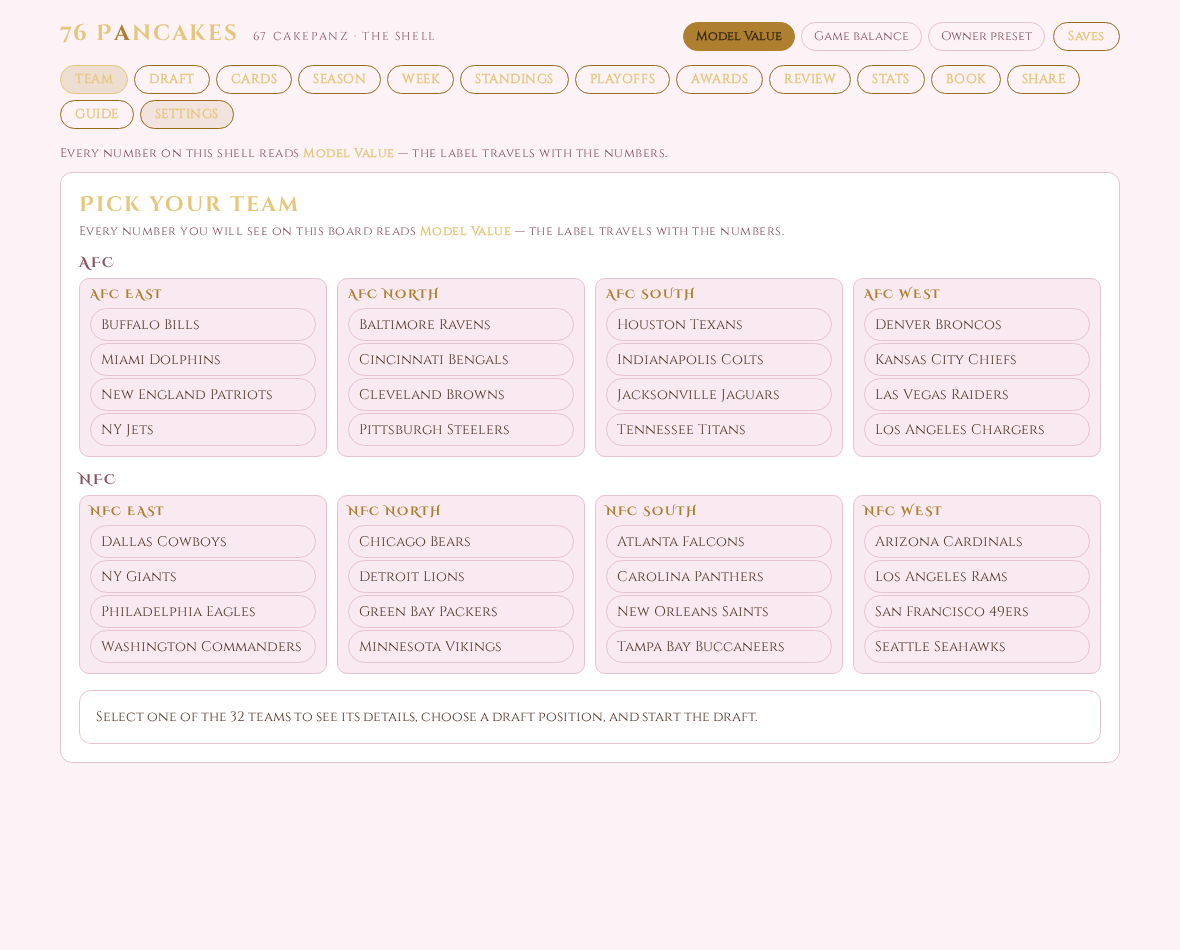 76 PANCAKES 67 CAKEPANZ · THE SHELL Model Value Game balance Owner preset Saves
TEAM DRAFT CARDS SEASON WEEK STANDINGS PLAYOFFS AWARDS REVIEW STATS BOOK SHARE
GUIDE SETTINGS
Every number on this shell reads Model Value — the label travels with the numbers.
Pick your team
Every number you will see on this board reads Model Value — the label travels with the numbers.
AFC
AFC East AFC North AFC South AFC West
Buffalo Bills Baltimore Ravens Houston Texans Denver Broncos
Miami Dolphins Cincinnati Bengals Indianapolis Colts Kansas City Chiefs
New England Patriots Cleveland Browns Jacksonville Jaguars Las Vegas Raiders
NY Jets Pittsburgh Steelers Tennessee Titans Los Angeles Chargers
NFC
NFC East NFC North NFC South NFC West
Dallas Cowboys Chicago Bears Atlanta Falcons Arizona Cardinals
NY Giants Detroit Lions Carolina Panthers Los Angeles Rams
Philadelphia Eagles Green Bay Packers New Orleans Saints San Francisco 49ers
Washington Commanders Minnesota Vikings Tampa Bay Buccaneers Seattle Seahawks
Select one of the 32 teams to see its details, choose a draft position, and start the draft.